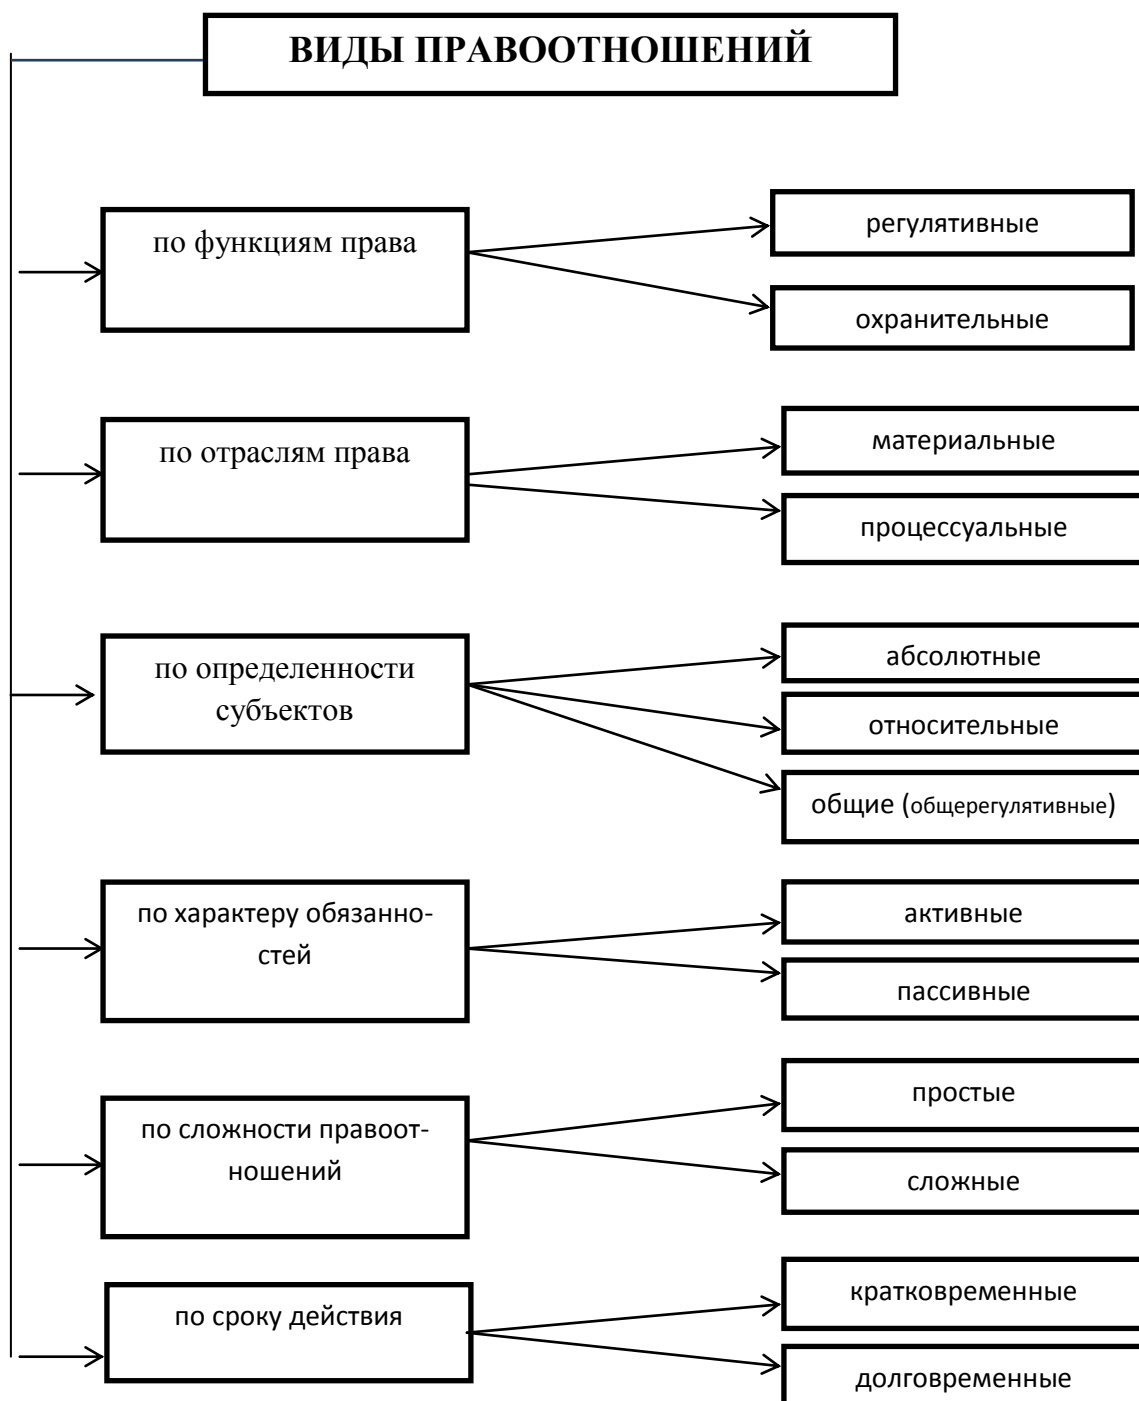 ВИДЫ ПРАВООТНОШЕНИЙ
по функциям права
регулятивные
охранительные
по отраслям права
материальные
процессуальные
по определенности
субъектов
абсолютные
относительные
общие (общерегулятивные)
по характеру обязанно-
стей
активные
пассивные
по сложности правоот-
ношений
простые
сложные
по сроку действия
кратковременные
долговременные